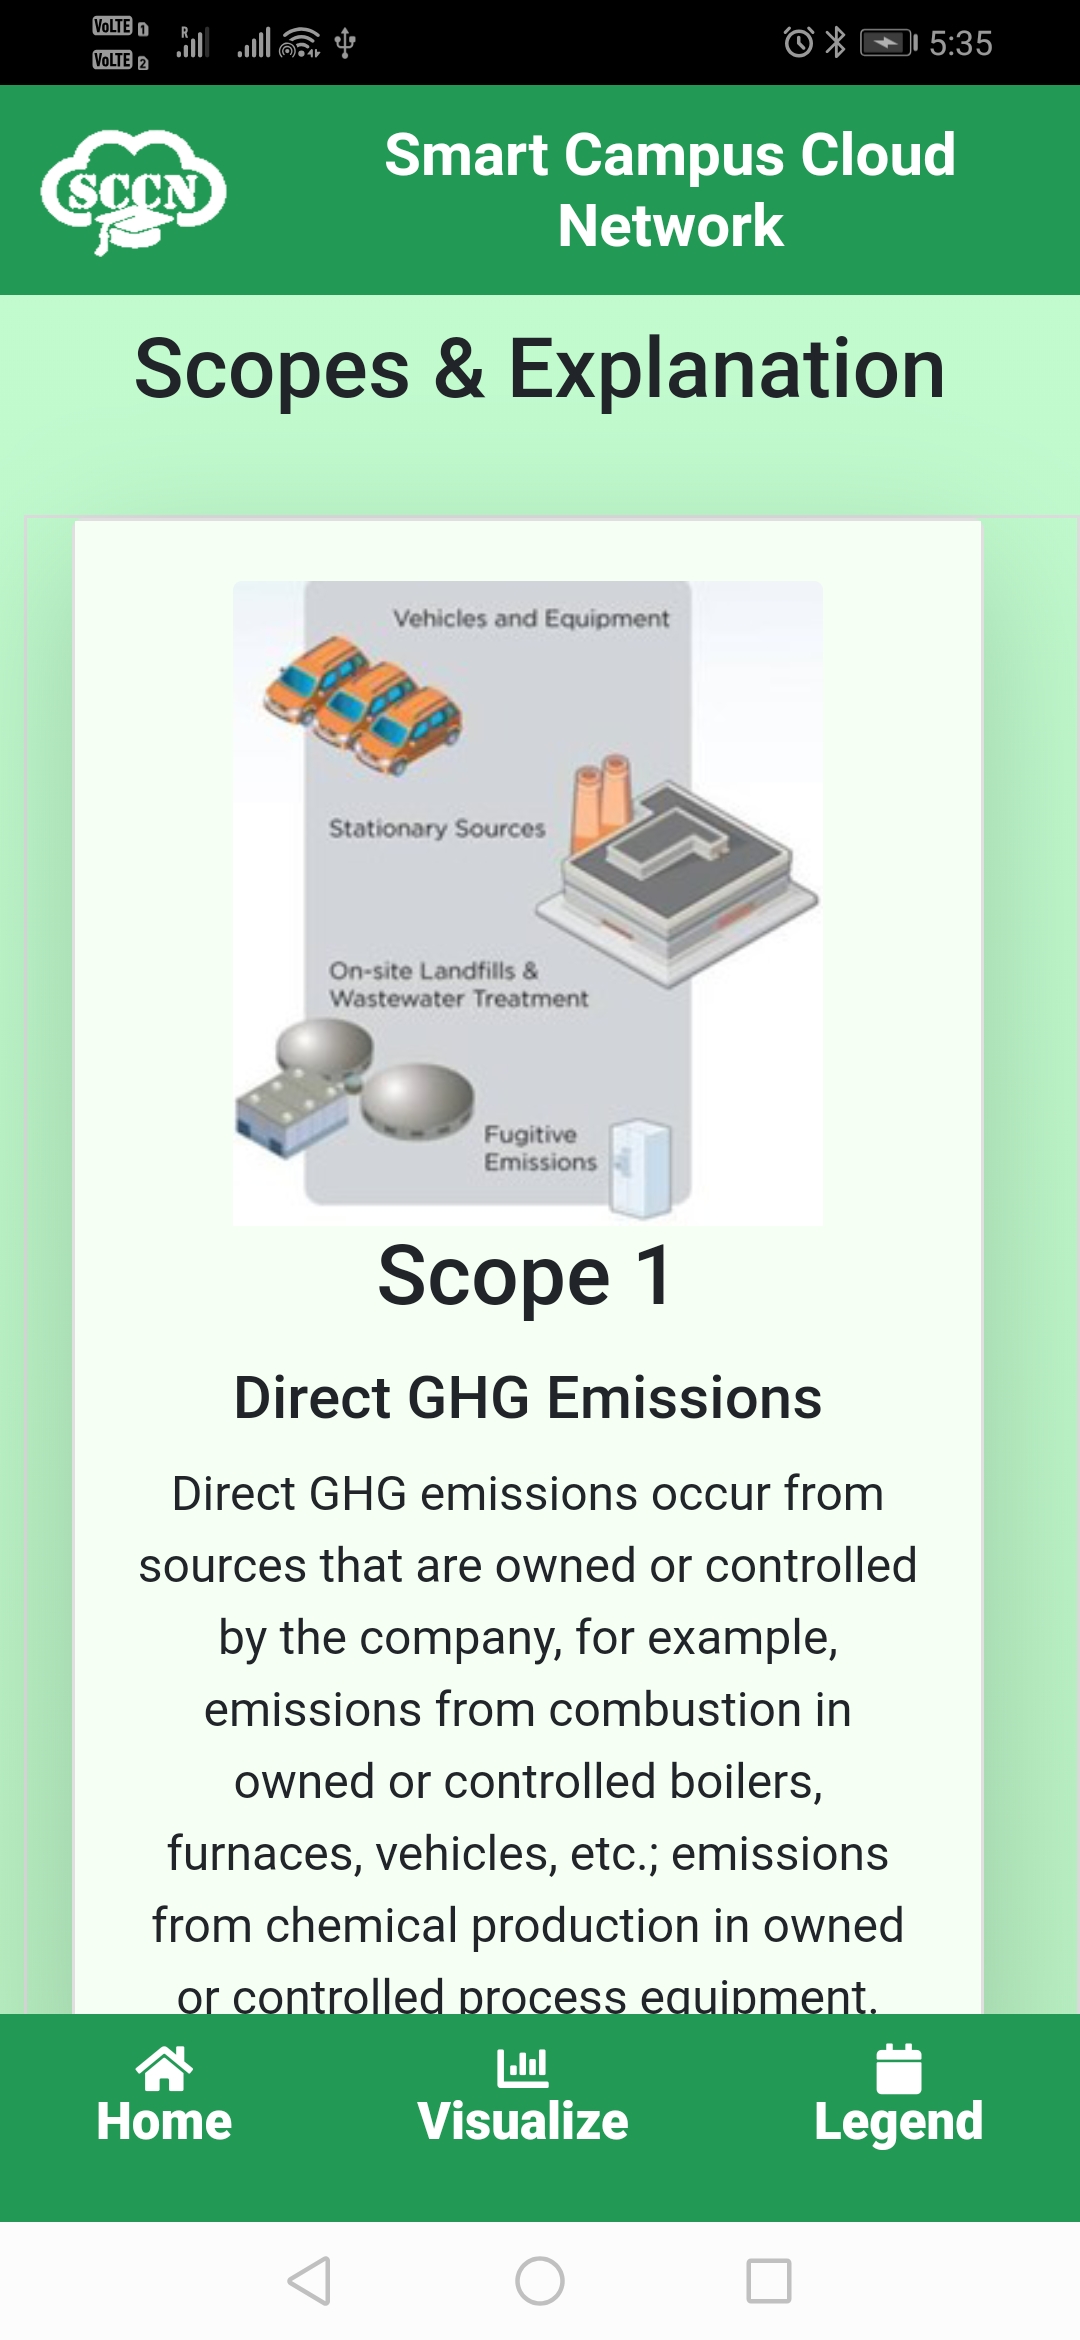 VoLTE 1
VoLTE 2
R
5:35
SCCN
Smart Campus Cloud
Network
Scopes & Explanation
Vehicles and Equipment
Stationary Sources
On-site Landfills &
Wastewater Treatment
Fugitive
Emissions
Scope 1
Direct GHG Emissions
Direct GHG emissions occur from
sources that are owned or controlled
by the company, for example,
emissions from combustion in
owned or controlled boilers,
furnaces, vehicles, etc.; emissions
from chemical production in owned
or controlled process equipment.
Home
Visualize
Legend